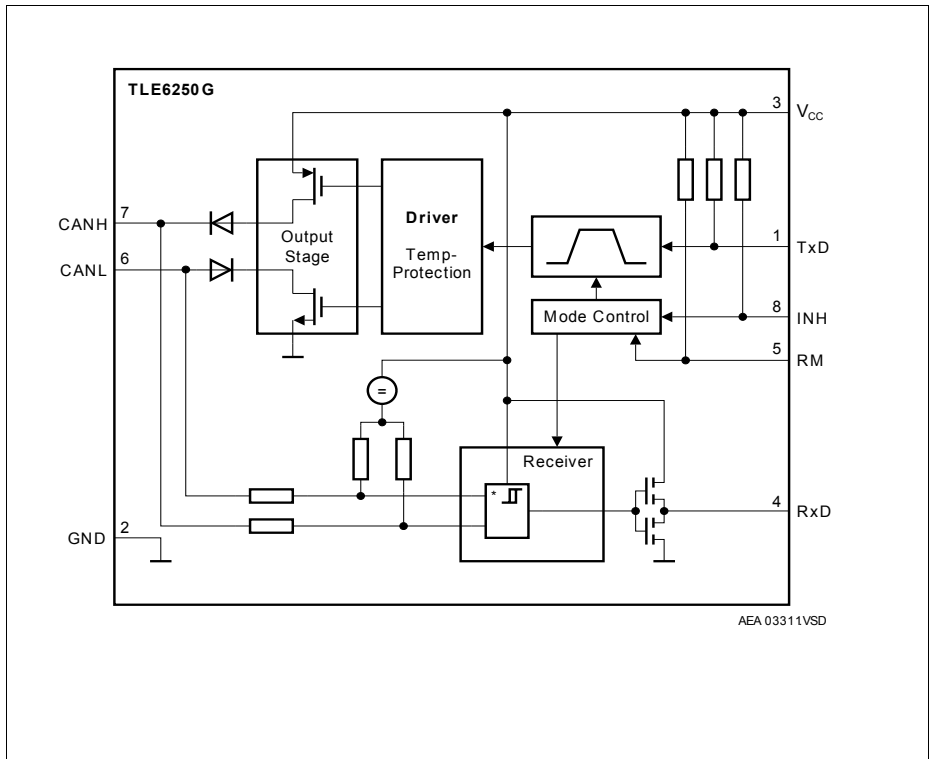 TLE6250G
3
V_CC
7
CANH
Driver
Output
Stage
Temp-
Protection
1
TxD
6
CANL
8
INH
Mode Control
5
RM
=
Receiver
*
4
RxD
2
GND
AEA 03311VSD